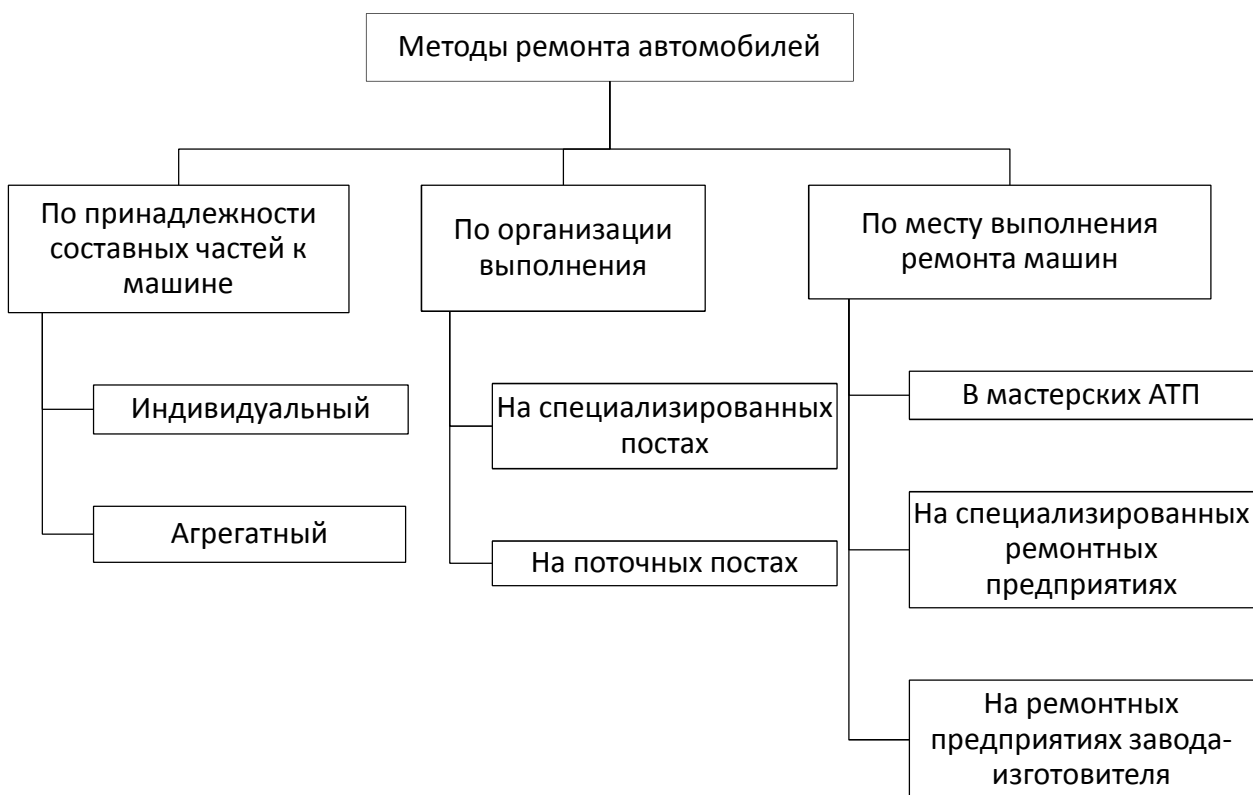 Методы ремонта автомобилей
По принадлежности
составных частей к
машине
Индивидуальный
Агрегатный
По организации
выполнения
На специализированных
постах
На поточных постах
По месту выполнения
ремонта машин
В мастерских АТП
На специализированных
ремонтных
предприятиях
На ремонтных
предприятиях завода-
изготовителя